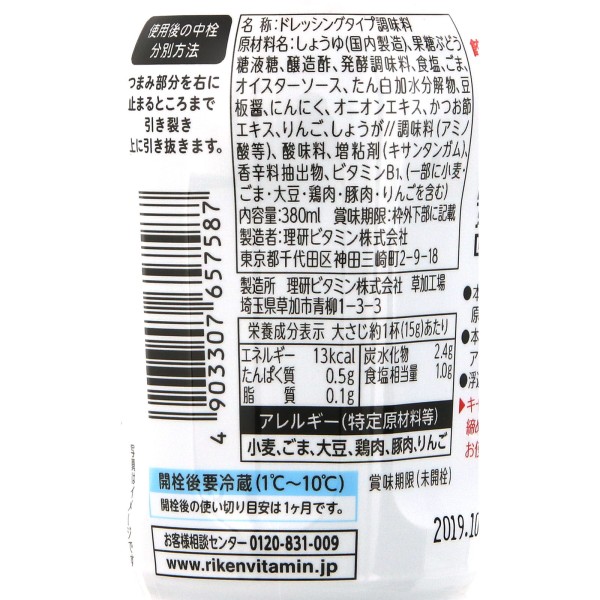 使用後の中栓
分別方法
つまみ部分を右に
止まるところまで
引き裂き
上に引き抜きます。
4 903307 657587
名 称:ドレッシングタイプ調味料
原材料名:しょうゆ(国内製造)、果糖ぶどう
糖液糖、醸造酢、発酵調味料、食塩、ごま、
オイスターソース、たん白加水分解物、豆
板醤、にんにく、オニオンエキス、かつお節
エキス、りんご、しょうが//調味料(アミノ
酸等)、酸味料、増粘剤(キサンタンガム)、
香辛料抽出物、ビタミンB1、(一部に小麦・
ごま・大豆・鶏肉・豚肉・りんごを含む)
内容量:380ml 賞味期限:枠外下部に記載
製造者:理研ビタミン株式会社
東京都千代田区神田三崎町2-9-18
製造所 理研ビタミン株式会社 草加工場
埼玉県草加市青柳1-3-3
栄養成分表示 大さじ約1杯(15g)あたり
エネルギー 13kcal 炭水化物 2.4g
たんぱく質 0.5g 食塩相当量 1.0g
脂 質 0.1g
アレルギー(特定原材料等)
小麦、ごま、大豆、鶏肉、豚肉、りんご
開栓後要冷蔵(1℃~10℃)
開栓後の使い切り目安は1ヶ月です。
賞味期限(未開栓)
2019.10
お客様相談センター 0120-831-009
www.rikenvitamin.jp